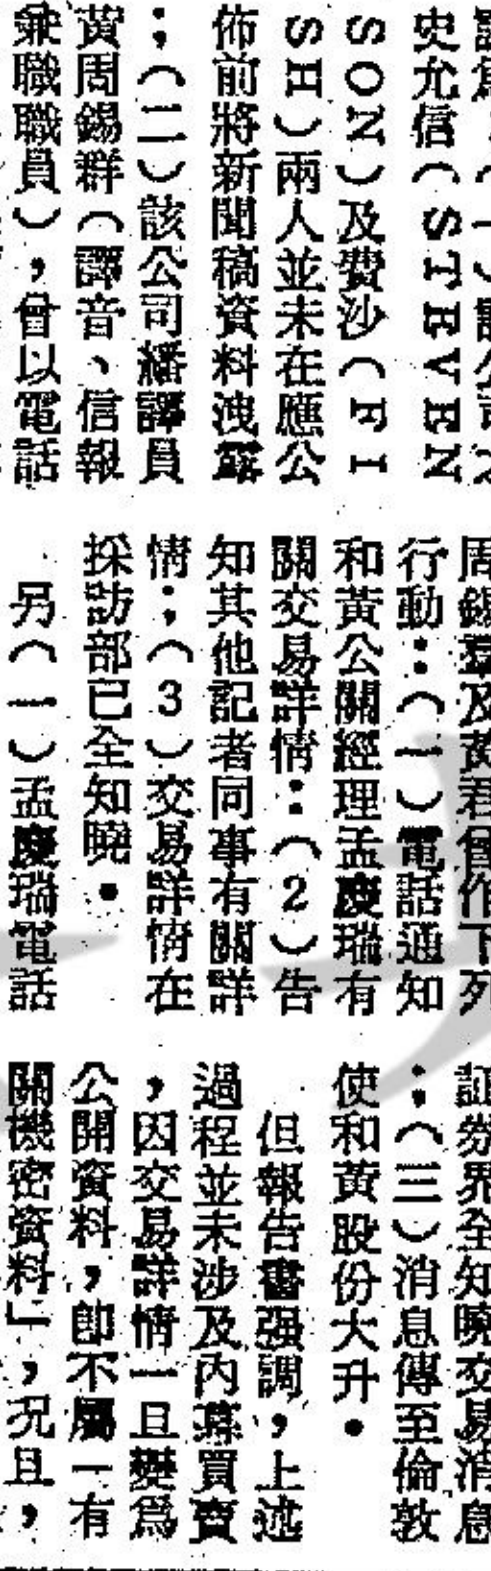 (一)該公司之
史允信(STEVEN
SON)及費沙(FI
SH)兩人並未在應公
佈前將新聞稿資料洩露
;(二)該公司繙譯員
黃周錫群(譯音、信報
兼職職員),曾以電話
周錫及黃君曾作下列
行動:(一)電話通知
和黃公關經理孟慶瑞有
關交易詳情:(2)告
知其他記者同事有關詳
情;(3)交易詳情在
採訪部已全知曉.
另(一)孟慶瑞電話
証券界全知曉交易消息
;(三)消息傳至倫敦
使和黃股份大升.
但報告書强調,上述
過程並未涉及內幕買賣
,因交易詳情一旦變爲
公開資料,即不屬「有
關機密資料」,況且,